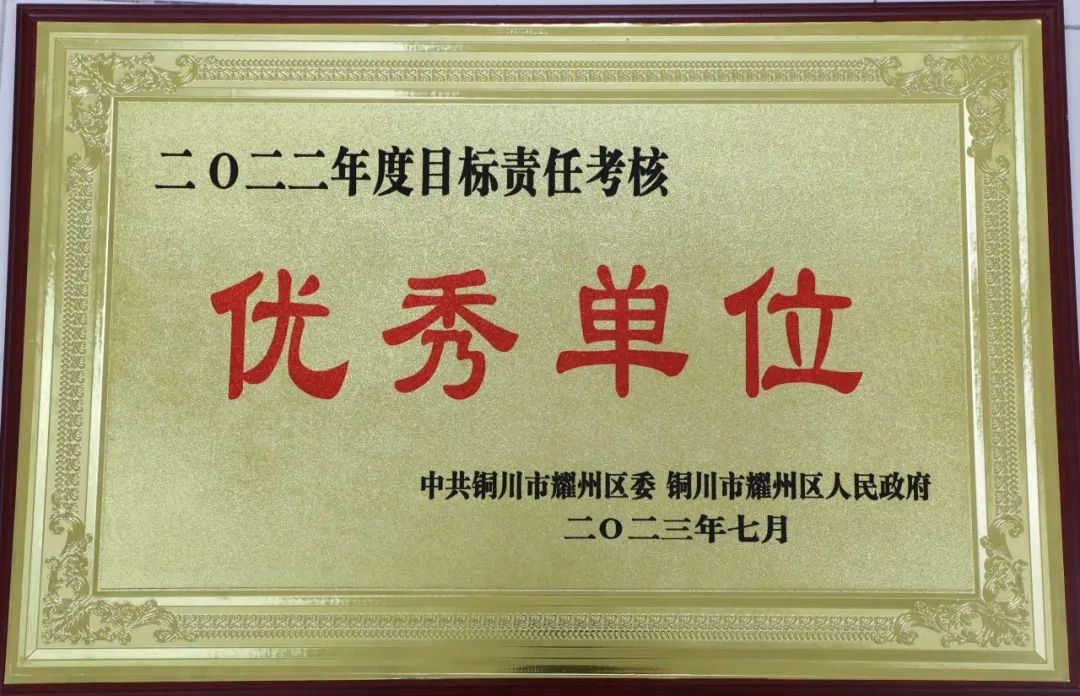 二〇二二年度目标责任考核
优秀单位
中共铜川市耀州区委 铜川市耀州区人民政府
二〇二三年七月